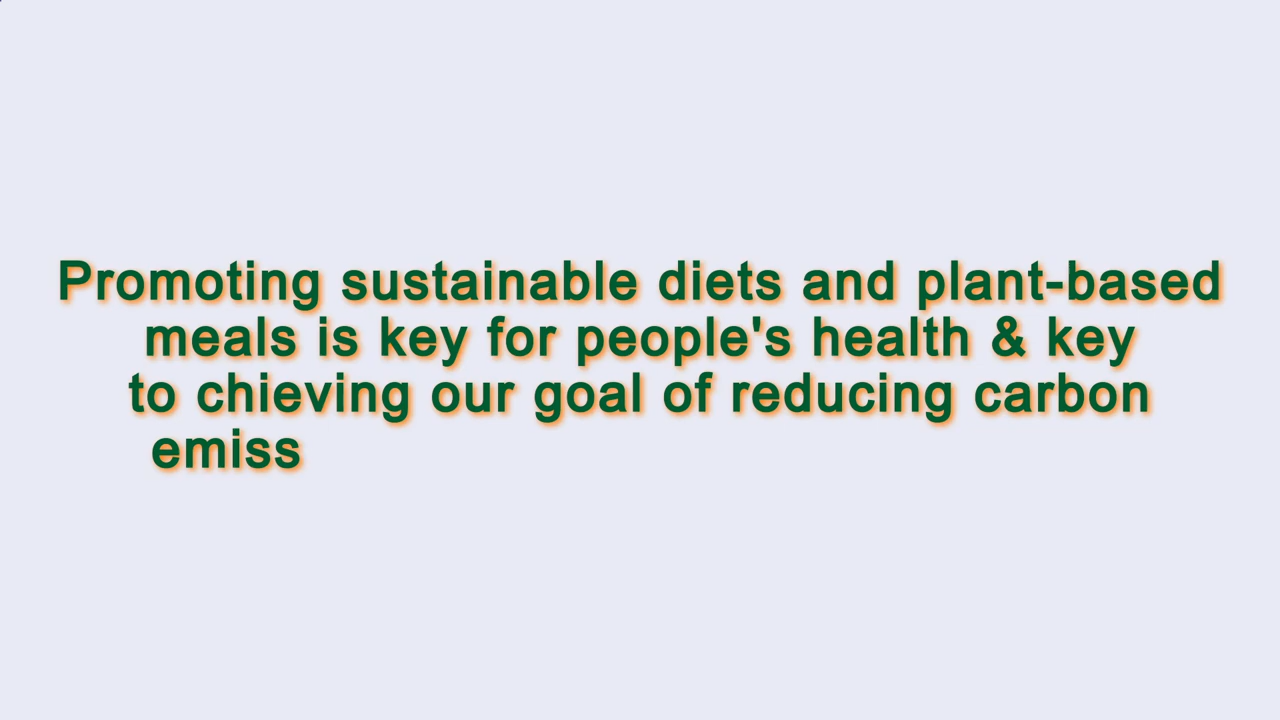 Promoting sustainable diets and plant-based
meals is key for people's health & key
to chieving our goal of reducing carbon
emiss